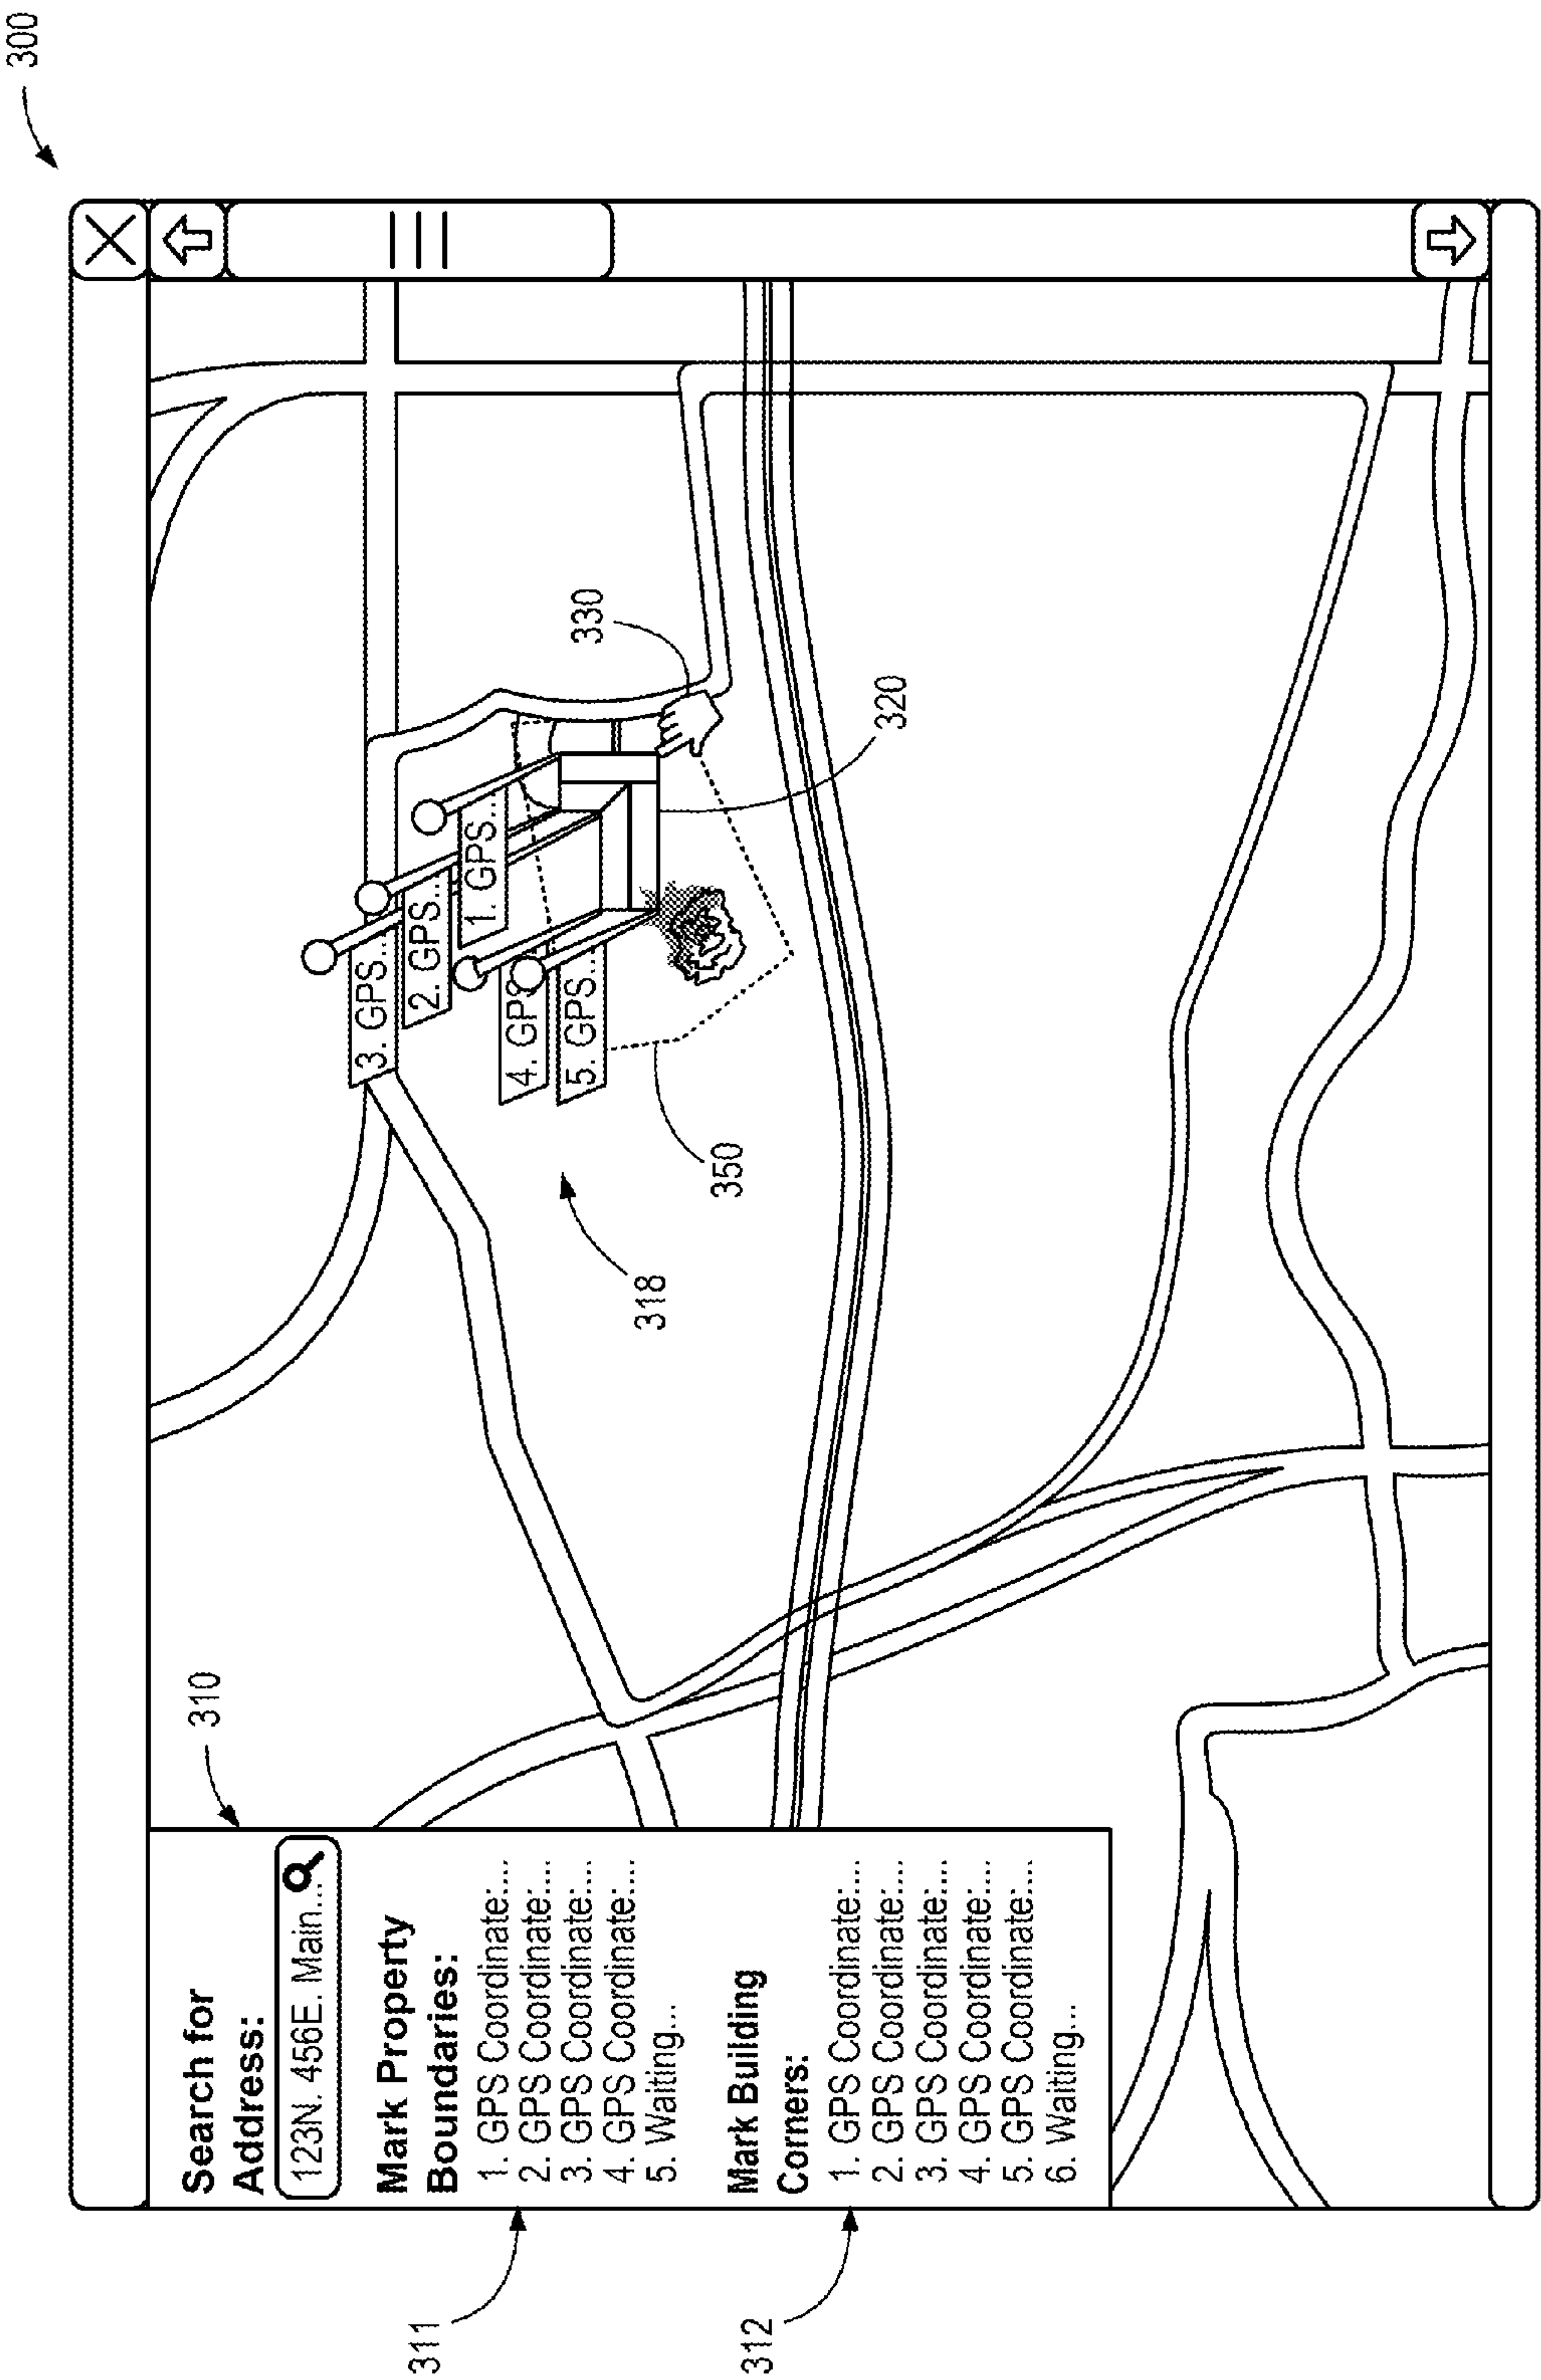 300
310
Search for
Address:
123N. 456E. Main...
Mark Property
Boundaries:
1. GPS Coordinate:...
2. GPS Coordinate:...
3. GPS Coordinate:...
4. GPS Coordinate:...
5. Waiting...
Mark Building
Corners:
1. GPS Coordinate:...
2. GPS Coordinate:...
3. GPS Coordinate:...
4. GPS Coordinate:...
5. GPS Coordinate:...
6. Waiting...
311
312
3. GPS...
2. GPS...
1. GPS...
4. GPS
5. GPS...
330
320
350
318